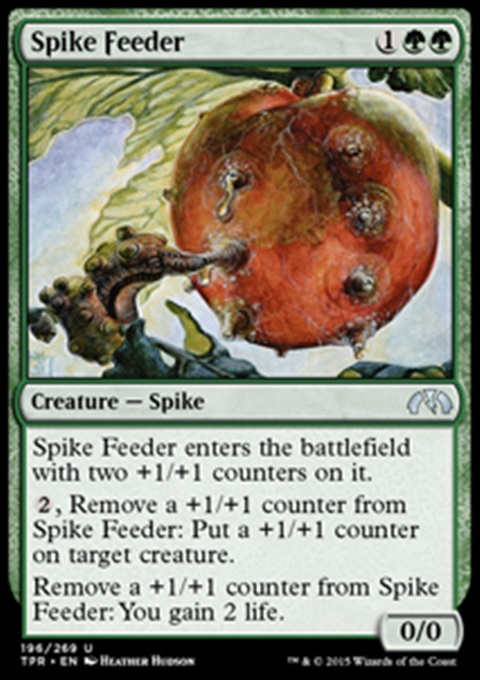 Spike Feeder 1
Creature — Spike
Spike Feeder enters the battlefield
with two +1/+1 counters on it.
2, Remove a +1/+1 counter from
Spike Feeder: Put a +1/+1 counter
on target creature.
Remove a +1/+1 counter from Spike
Feeder: You gain 2 life.
0/0
196/269 U
TPR • EN Heather Hudson
™ & © 2015 Wizards of the Coast